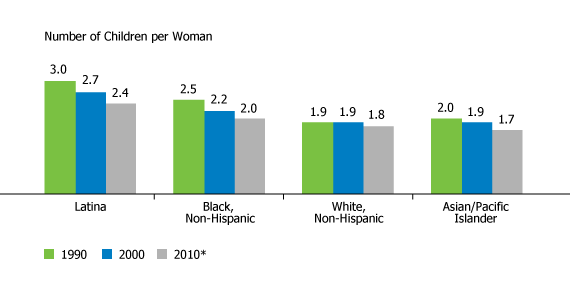 Number of Children per Woman
3.0
2.7
2.4
2.5
2.2
2.0
1.9
1.9
1.8
2.0
1.9
1.7
Latina
Black,
Non-Hispanic
White,
Non-Hispanic
Asian/Pacific
Islander
1990 2000 2010*